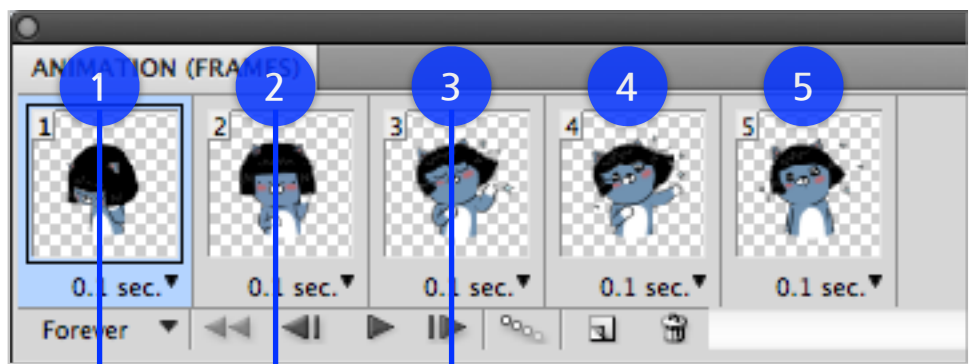 ANIMATION (FRAMES)
1 2 3 4 5
1 2 3 4 5
0.1 sec. 0.1 sec. 0.1 sec. 0.1 sec. 0.1 sec.
Forever